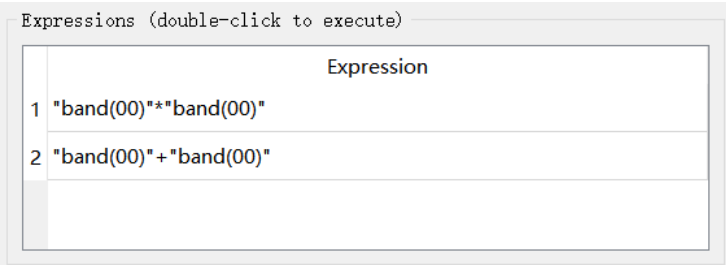 Expressions (double-click to execute)
Expression
1 "band(00)"*"band(00)"
2 "band(00)"+"band(00)"